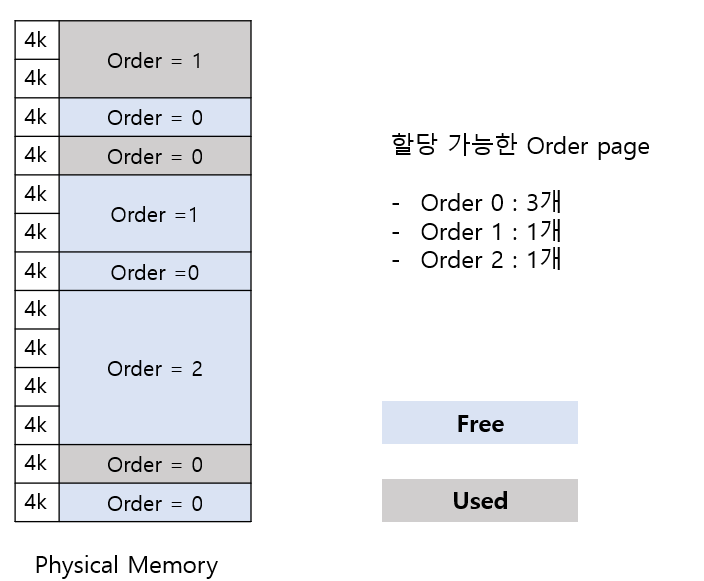 4k
Order = 1
4k
4k
Order = 0
4k
Order = 0
4k
Order =1
4k
4k
Order =0
4k
4k
Order = 2
4k
4k
4k
Order = 0
4k
Order = 0
Physical Memory
할당 가능한 Order page
- Order 0 : 3개
- Order 1 : 1개
- Order 2 : 1개
Free
Used